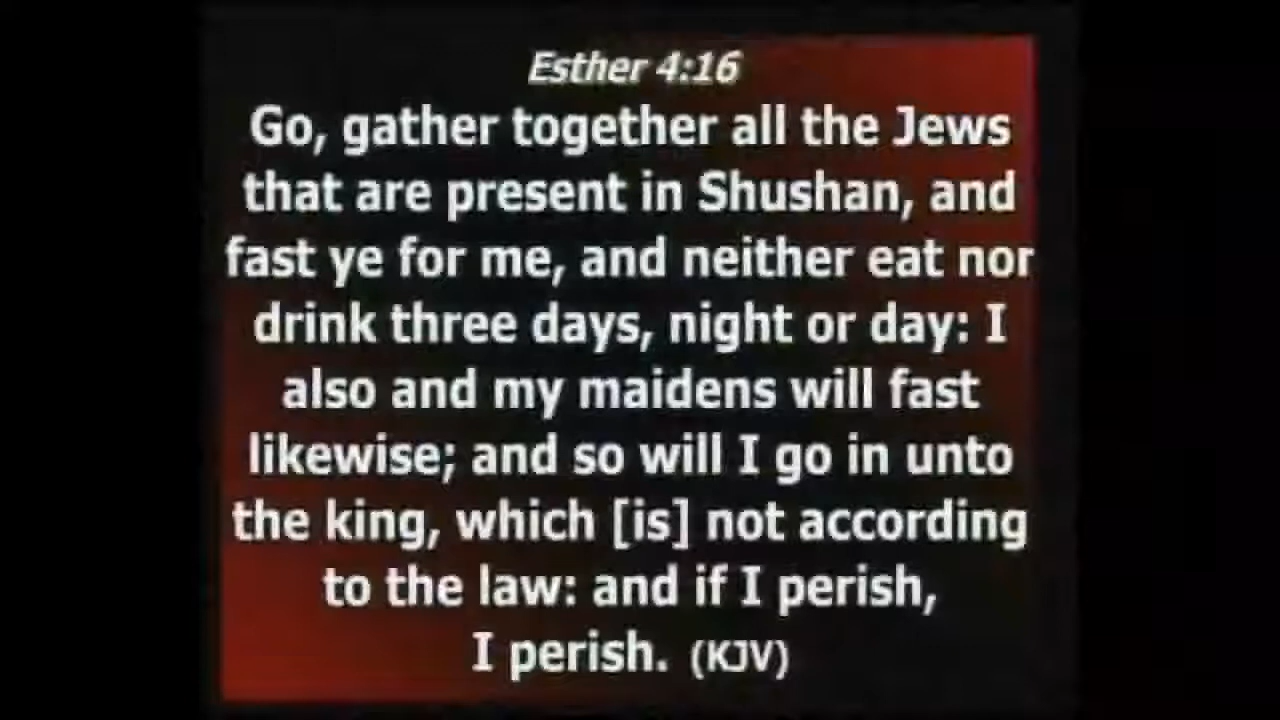 Esther 4:16
Go, gather together all the Jews
that are present in Shushan, and
fast ye for me, and neither eat nor
drink three days, night or day: I
also and my maidens will fast
likewise; and so will I go in unto
the king, which [is] not according
to the law: and if I perish,
I perish. (KJV)